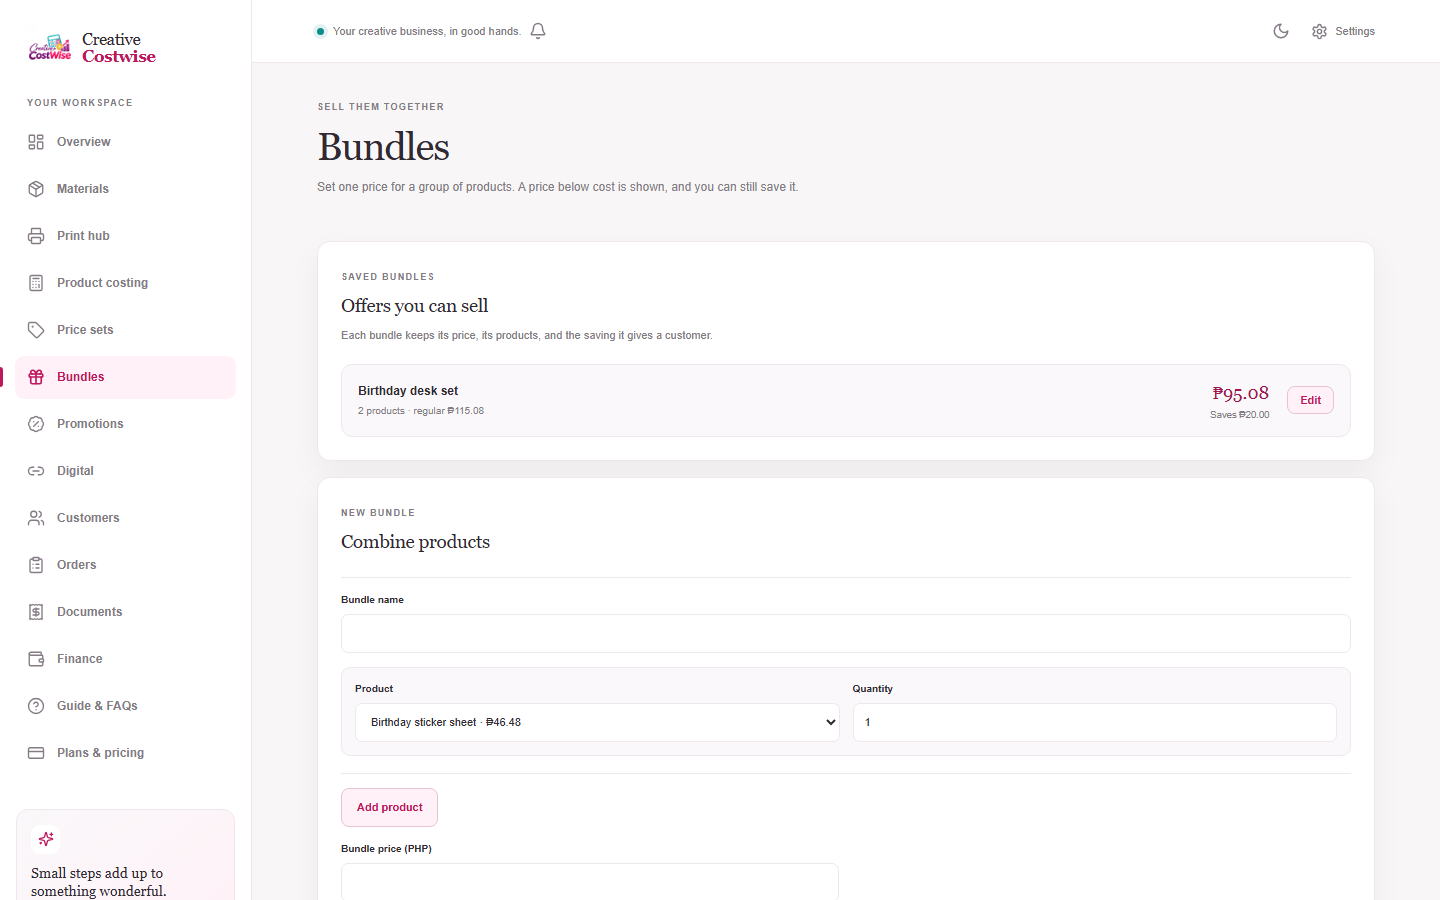 Creative
CostWise
Creative
Costwise
YOUR WORKSPACE
Overview
Materials
Print hub
Product costing
Price sets
Bundles
Promotions
Digital
Customers
Orders
Documents
Finance
Guide & FAQs
Plans & pricing
Small steps add up to
something wonderful.
Your creative business, in good hands.
Settings
SELL THEM TOGETHER
Bundles
Set one price for a group of products. A price below cost is shown, and you can still save it.
SAVED BUNDLES
Offers you can sell
Each bundle keeps its price, its products, and the saving it gives a customer.
Birthday desk set
2 products · regular ₱115.08
₱95.08
Saves ₱20.00
Edit
NEW BUNDLE
Combine products
Bundle name
Product
Quantity
Birthday sticker sheet · ₱46.48
1
Add product
Bundle price (PHP)